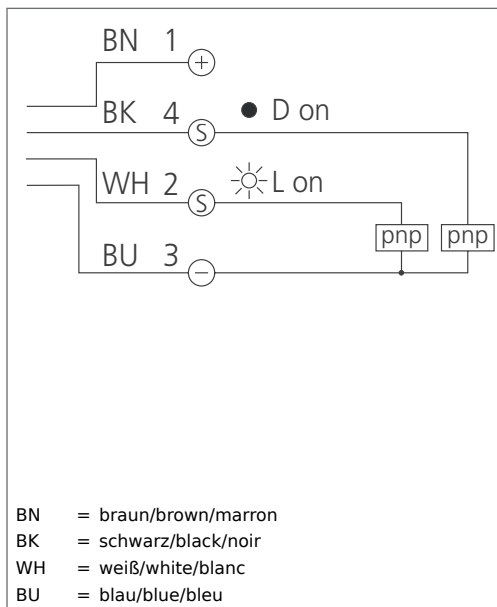 BN 1 +
BK 4 S ● D on
WH 2 S L on
pnp pnp
BU 3 −
BN = braun/brown/marron
BK = schwarz/black/noir
WH = weiß/white/blanc
BU = blau/blue/bleu